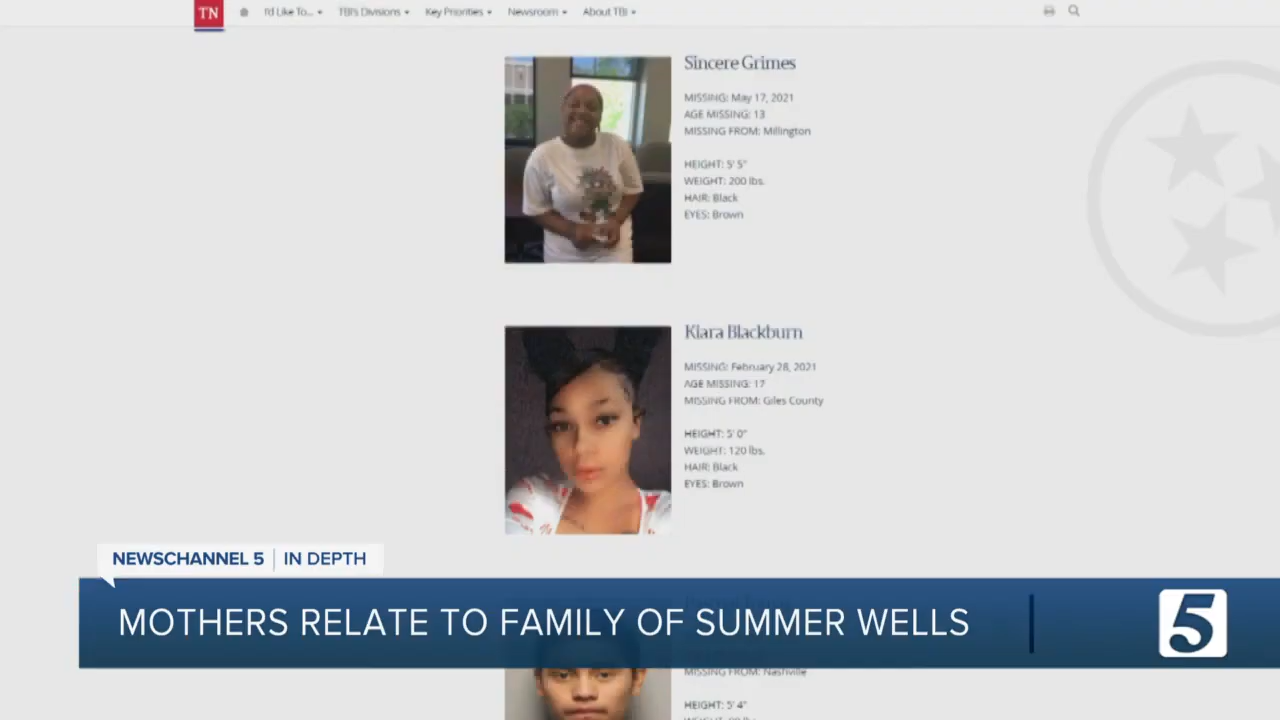 TN
I'd Like To... TBI's Divisions Key Priorities Newsroom About TBI
Sincere Grimes
MISSING: May 17, 2021
AGE MISSING: 13
MISSING FROM: Millington
HEIGHT: 5' 5"
WEIGHT: 200 lbs.
HAIR: Black
EYES: Brown
Kiara Blackburn
MISSING: February 28, 2021
AGE MISSING: 17
MISSING FROM: Giles County
HEIGHT: 5' 0"
WEIGHT: 120 lbs.
HAIR: Black
EYES: Brown
NEWSCHANNEL 5 | IN DEPTH
MOTHERS RELATE TO FAMILY OF SUMMER WELLS
5
MISSING FROM: Nashville
HEIGHT: 5' 4"